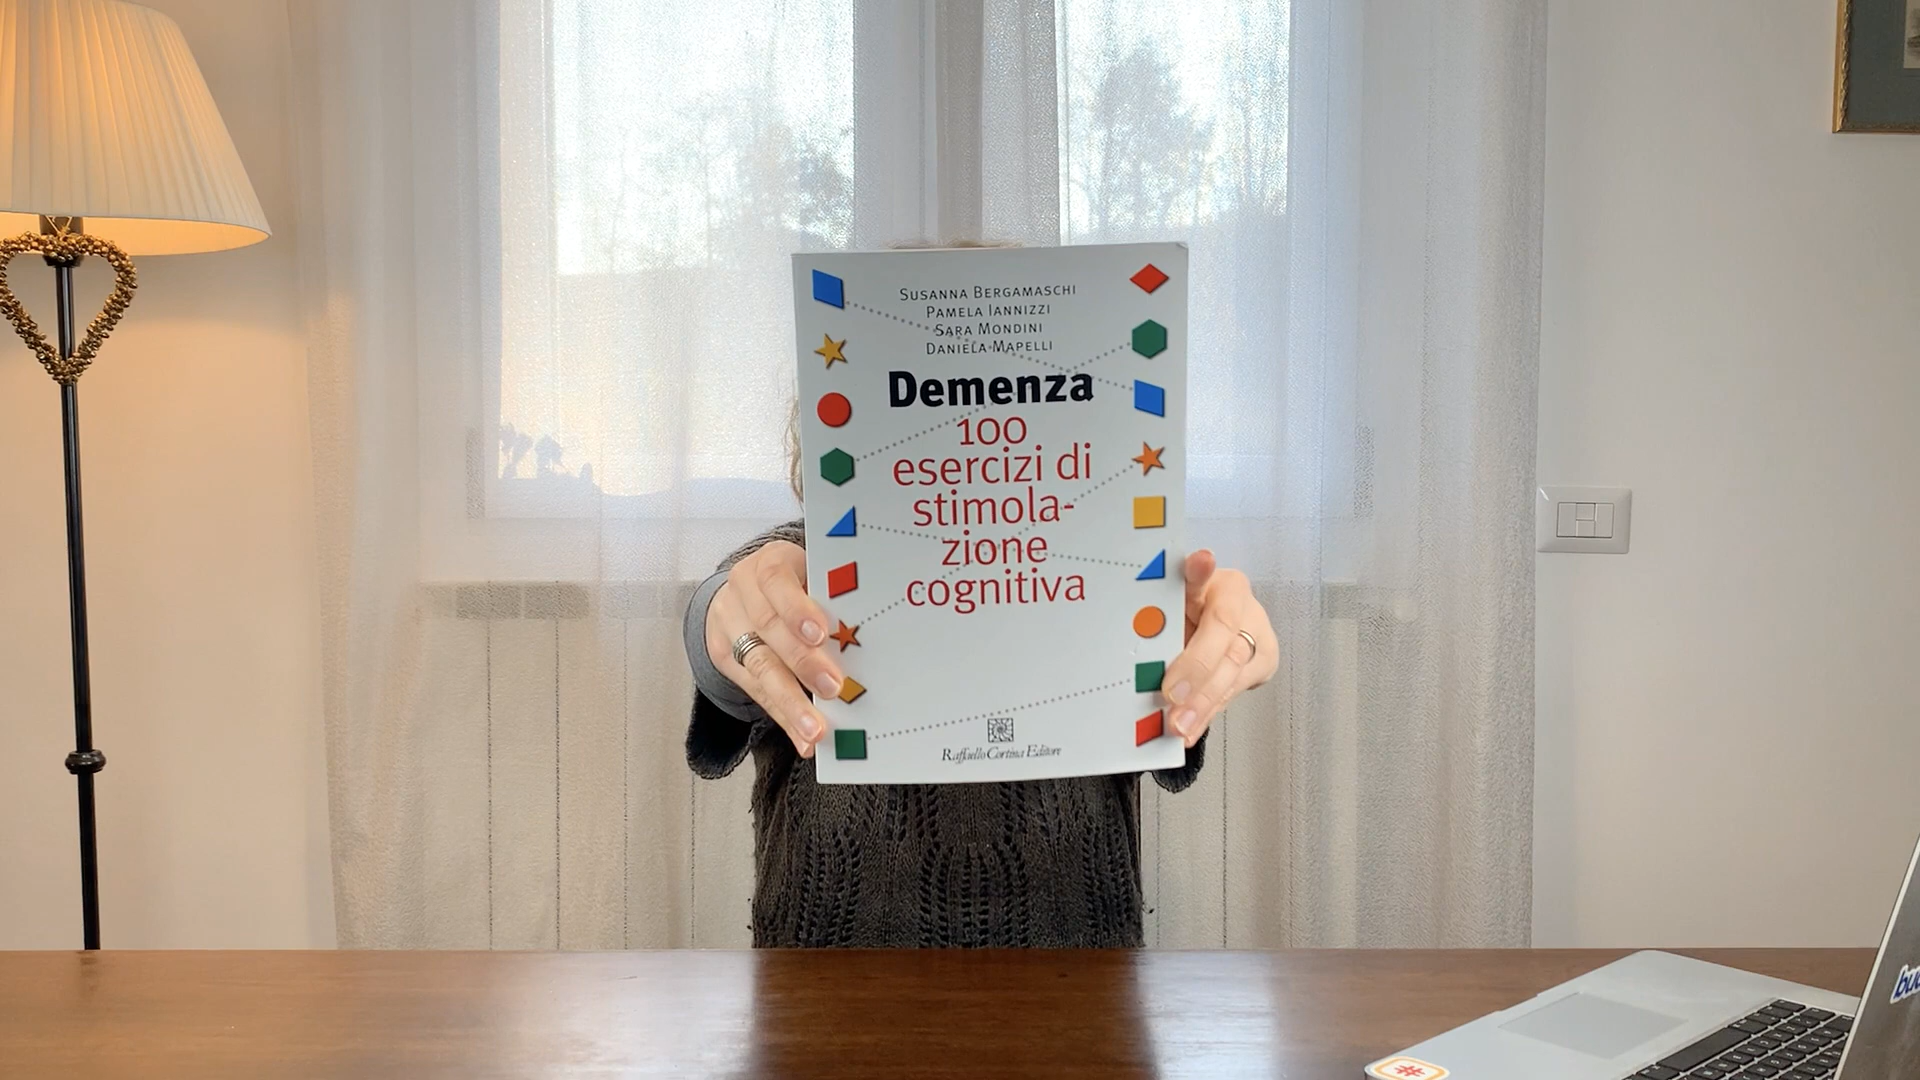 SUSANNA BERGAMASCHI
PAMELA IANNIZZI
SARA MONDINI
DANIELA MAPELLI
Demenza
100
esercizi di
stimola-
zione
cognitiva
Raffaello Cortina Editore
#